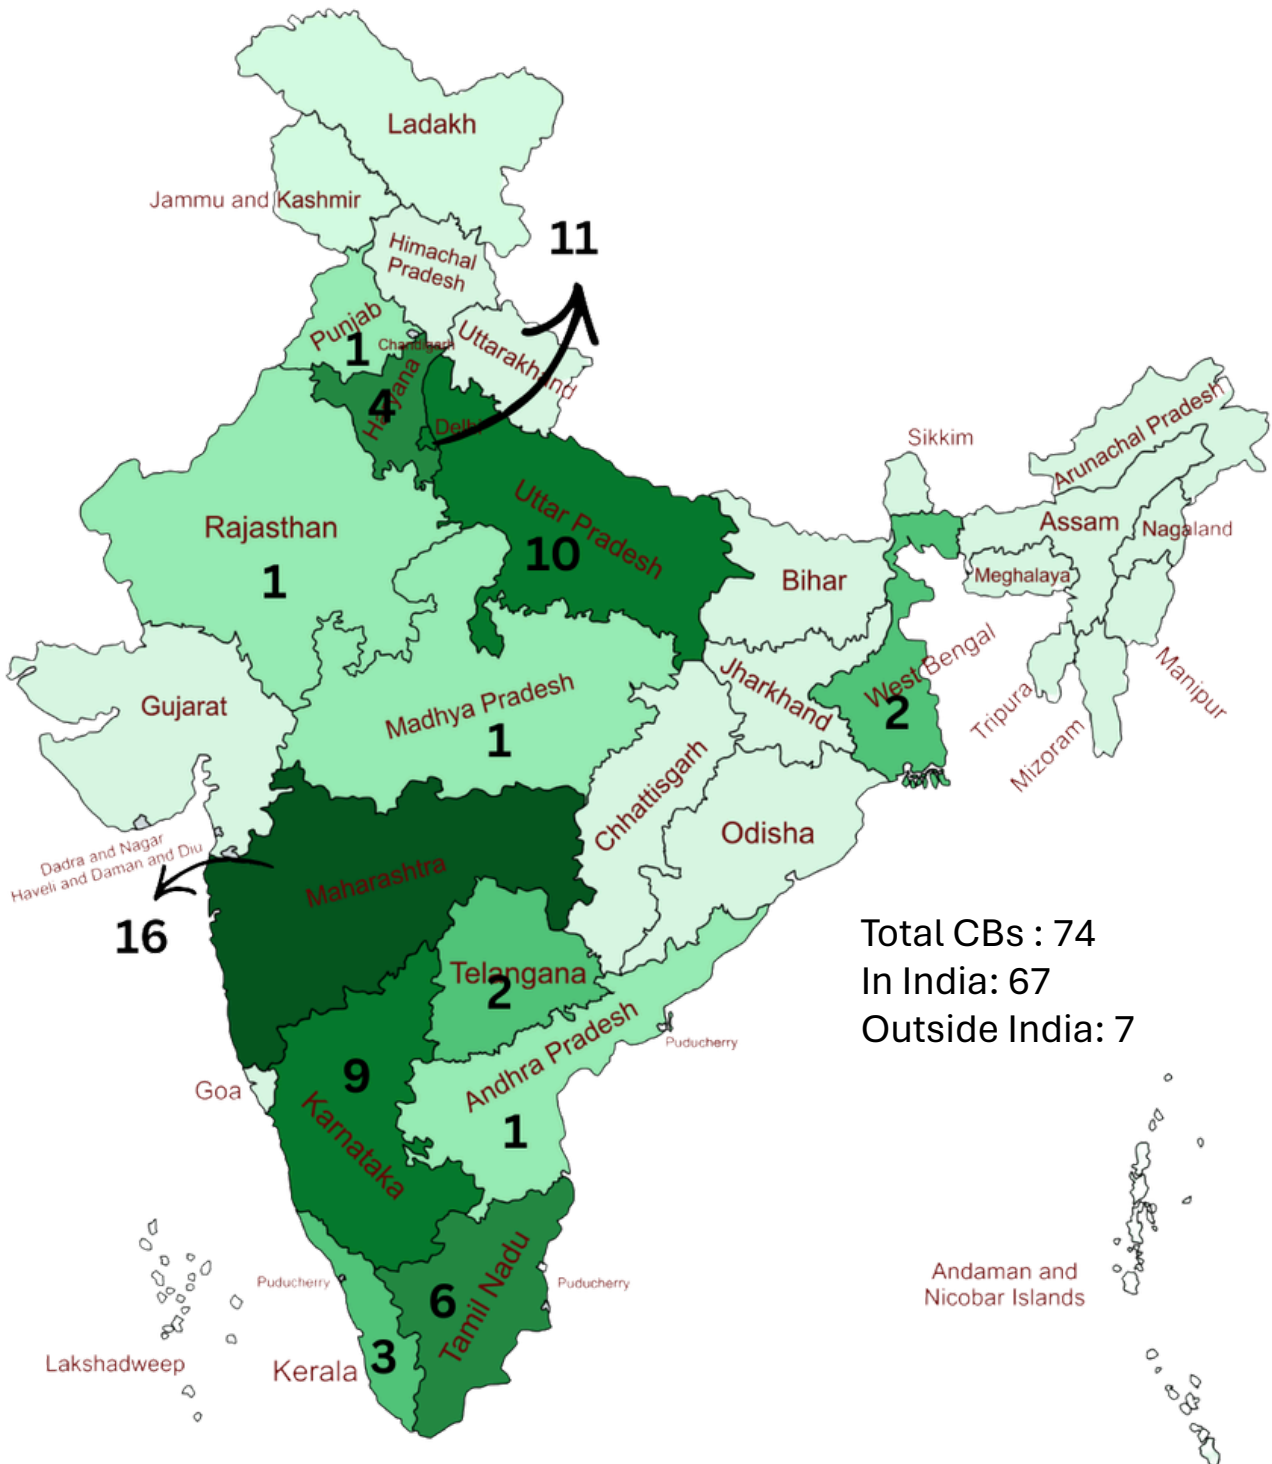 Ladakh
Jammu and Kashmir
Himachal
Pradesh
11
Punjab
1
Chandigarh
Uttarakhand
Haryana
4
Delhi
Arunachal Pradesh
Sikkim
Uttar Pradesh
10
Rajasthan
1
Assam
Nagaland
Bihar
Meghalaya
West Bengal
2
Manipur
Tripura
Mizoram
Jharkhand
Gujarat
Madhya Pradesh
1
Chhattisgarh
Odisha
Dadra and Nagar
Haveli and Daman and Diu
Maharashtra
16
Total CBs : 74
In India: 67
Outside India: 7
Telangana
2
Andhra Pradesh
1
Puducherry
Goa
9
Karnataka
Puducherry
Puducherry
Tamil Nadu
6
Kerala
3
Lakshadweep
Andaman and
Nicobar Islands